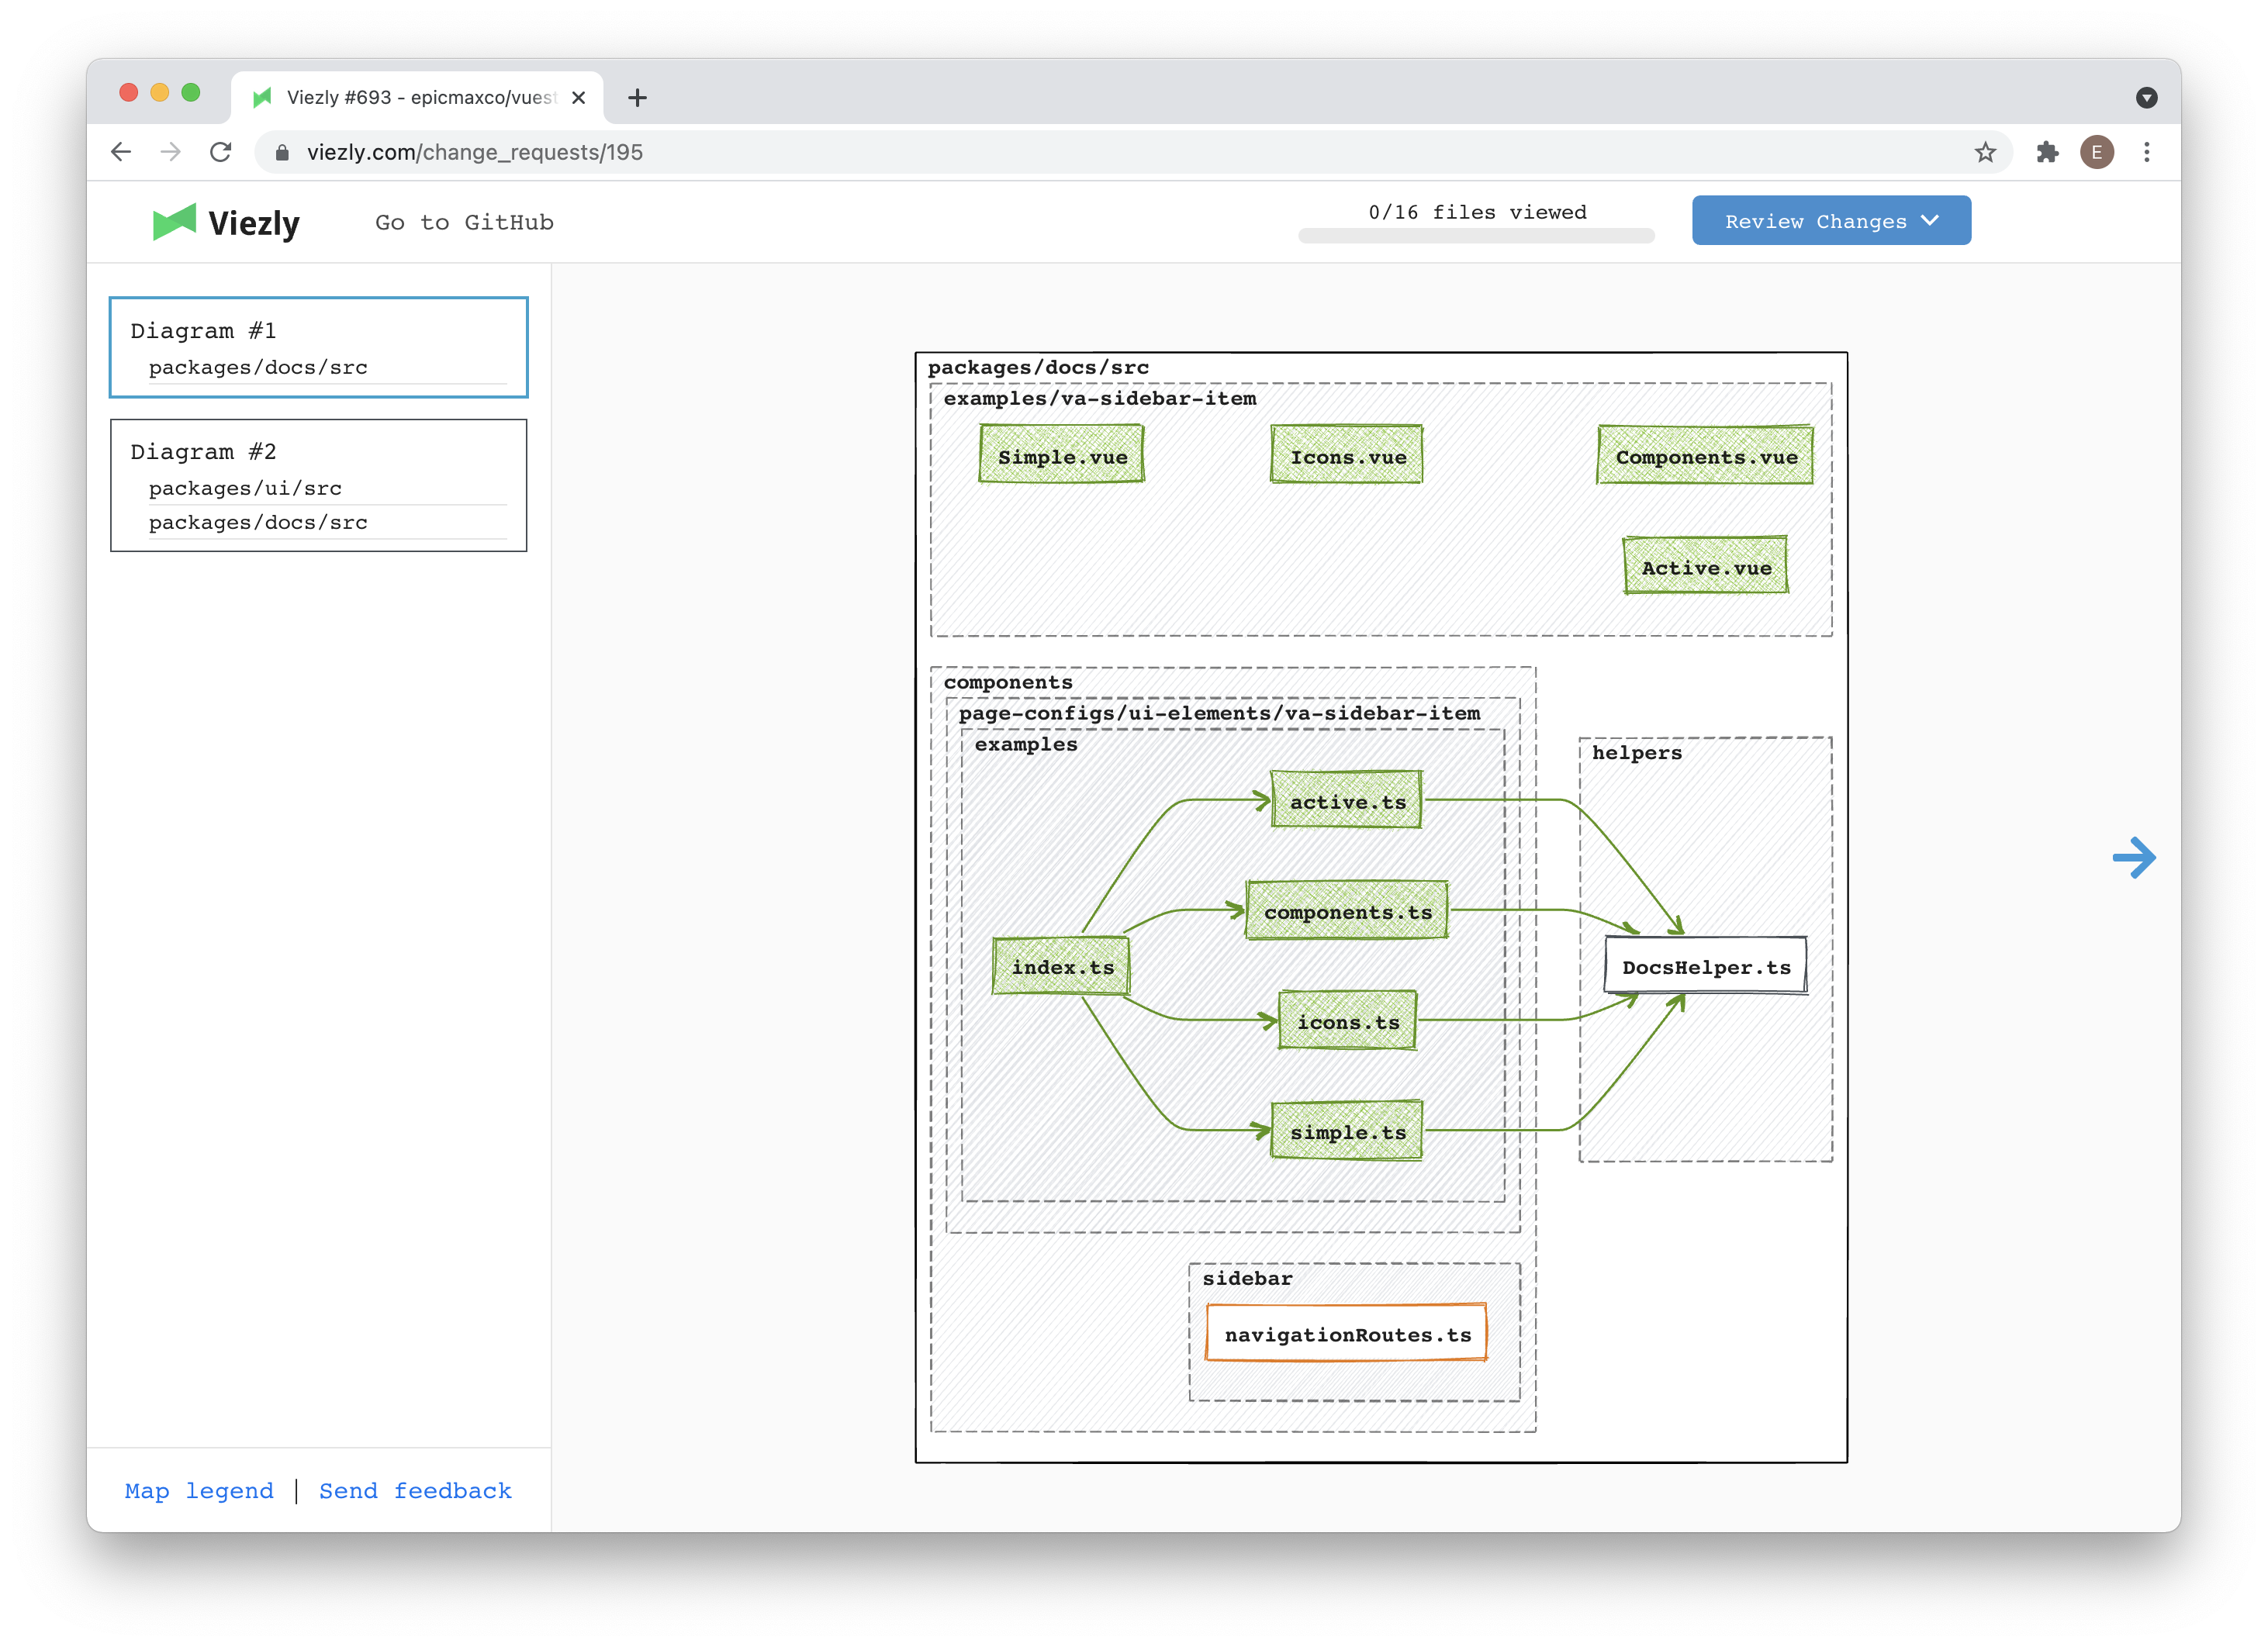 Viezly #693 - epicmaxco/vuest
viezly.com/change_requests/195
E
Viezly
Go to GitHub
0/16 files viewed
Review Changes
Diagram #1
packages/docs/src
Diagram #2
packages/ui/src
packages/docs/src
packages/docs/src
examples/va-sidebar-item
Simple.vue
Icons.vue
Components.vue
Active.vue
components
page-configs/ui-elements/va-sidebar-item
examples
helpers
active.ts
components.ts
index.ts
DocsHelper.ts
icons.ts
simple.ts
sidebar
navigationRoutes.ts
Map legend | Send feedback